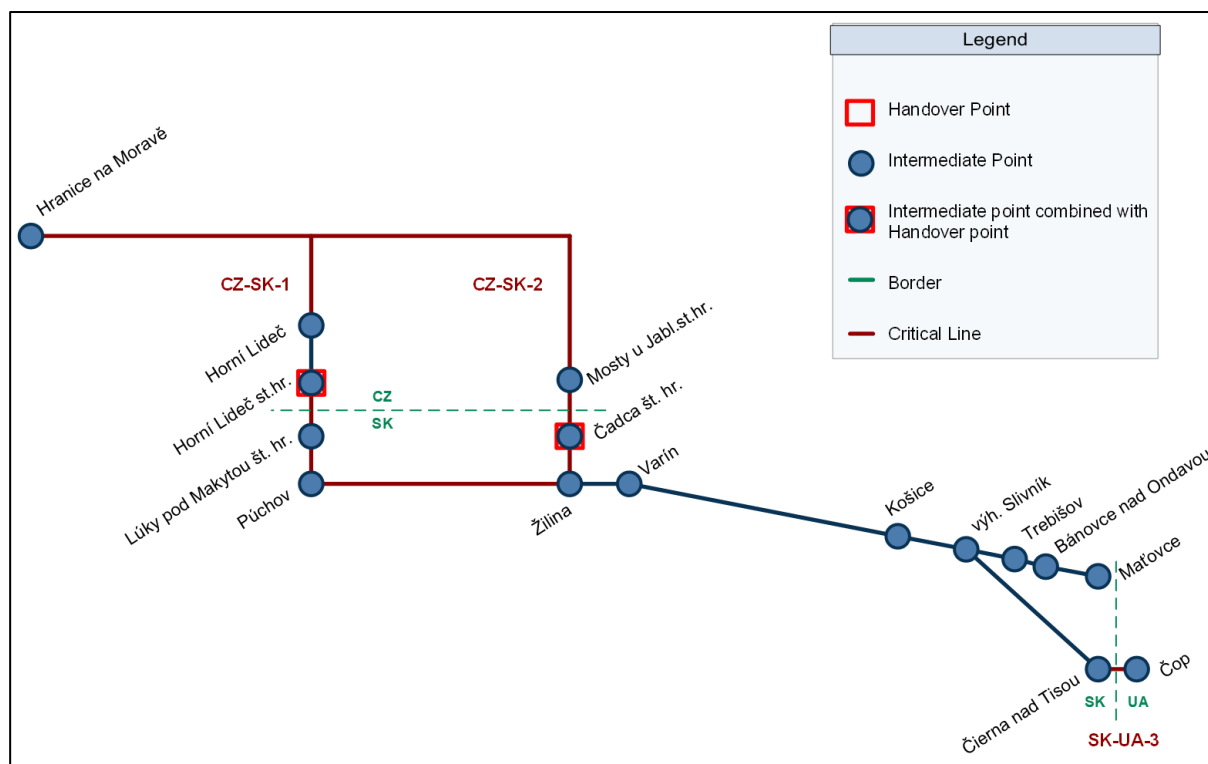 Legend
Handover Point
Intermediate Point
Intermediate point combined with
Handover point
Border
Critical Line
Hranice na Moravě
CZ-SK-1
CZ-SK-2
Horní Lideč
Mosty u Jabl.st.hr.
Horní Lideč st.hr.
CZ
SK
Čadca št. hr.
Lúky pod Makytou št. hr.
Púchov
Žilina
Varín
Košice
výh. Slivník
Trebišov
Bánovce nad Ondavou
Maťovce
Čierna nad Tisou
Čop
SK
UA
SK-UA-3